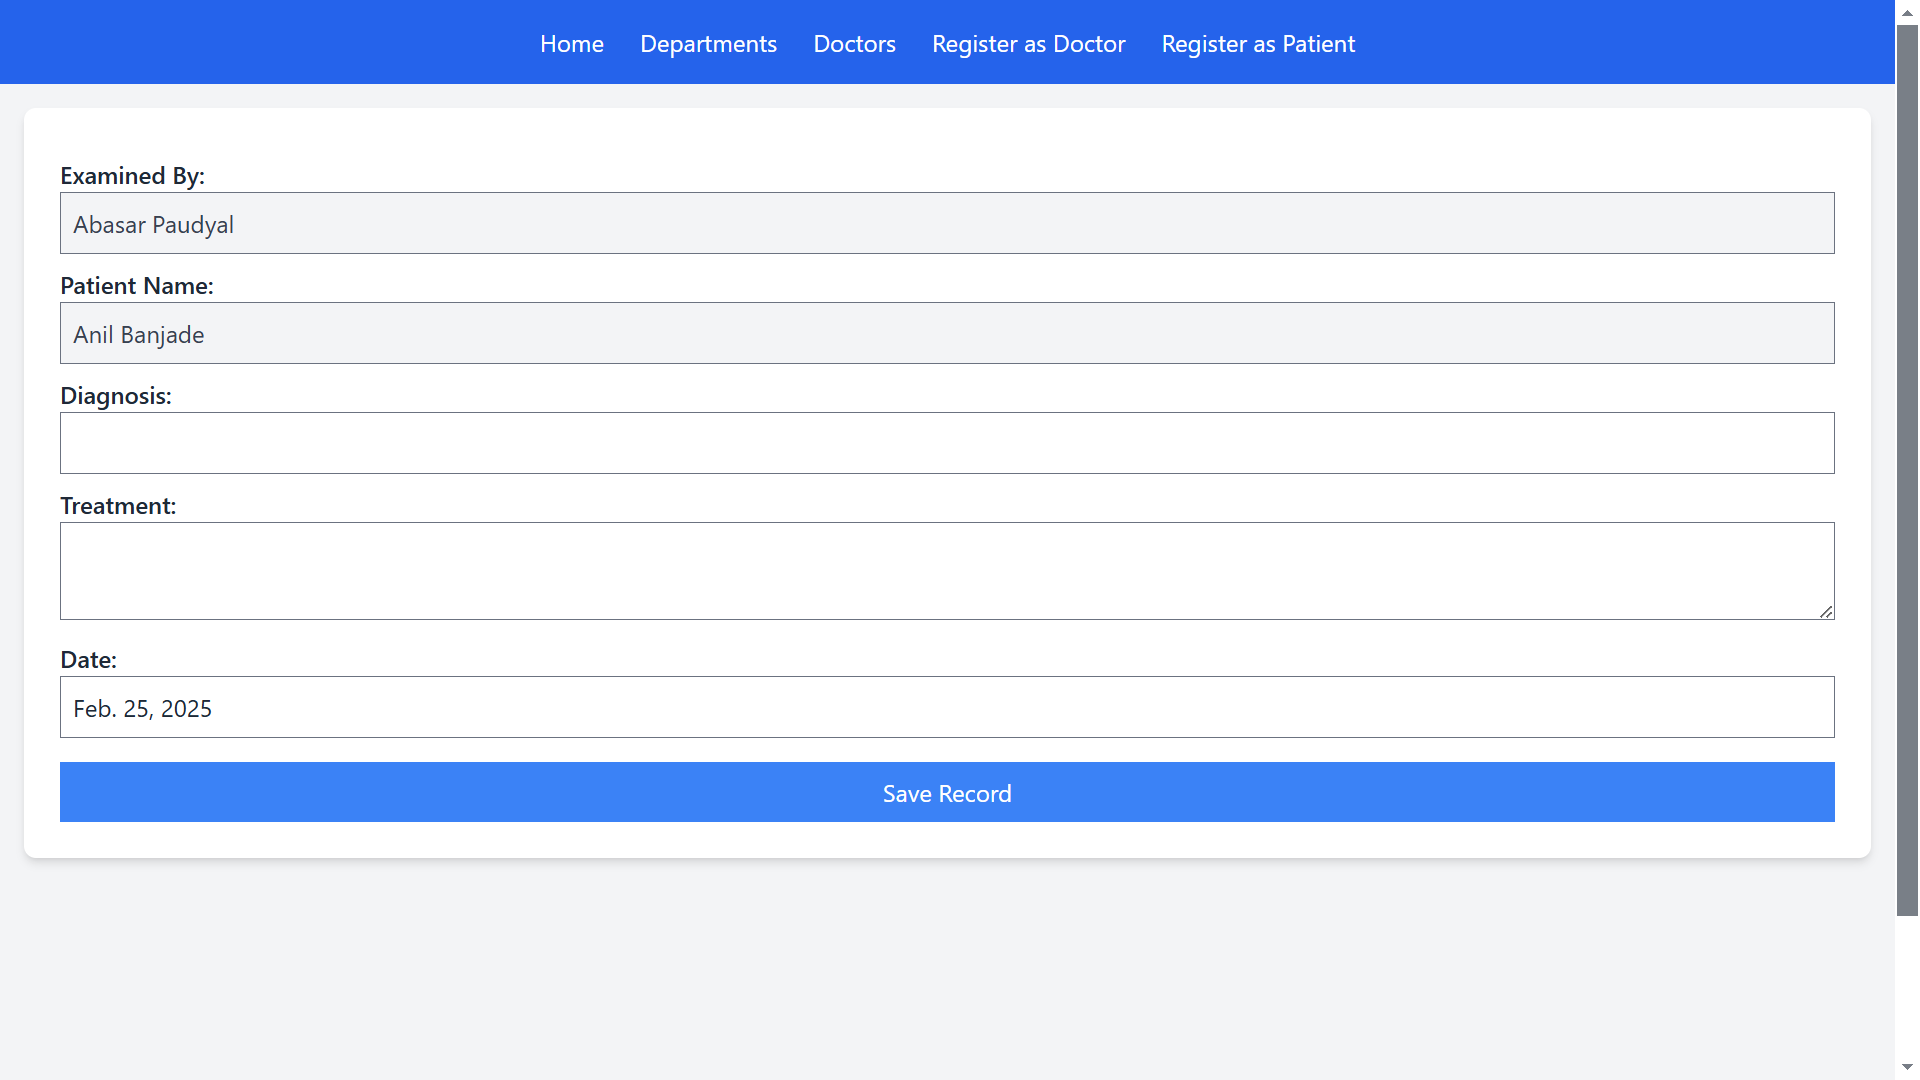 Home Departments Doctors Register as Doctor Register as Patient
Examined By:
Abasar Paudyal
Patient Name:
Anil Banjade
Diagnosis:
Treatment:
Date:
Feb. 25, 2025
Save Record